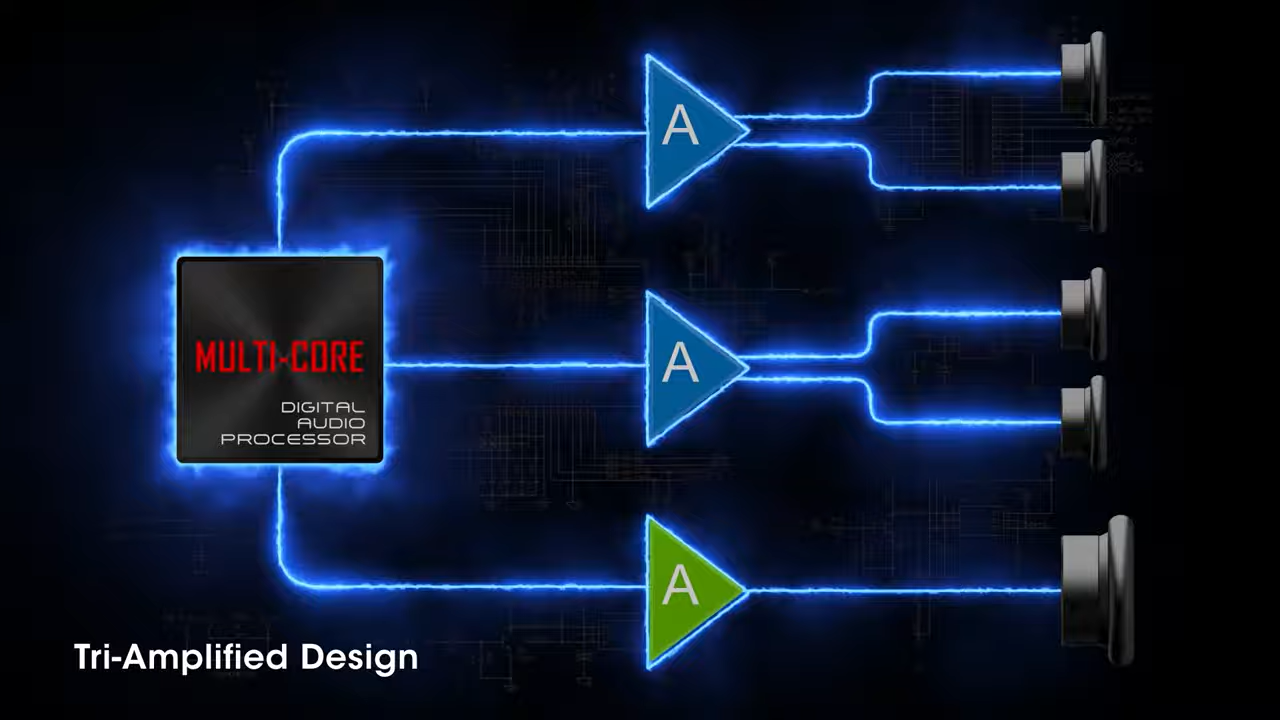 A
A
MULTI-CORE
DIGITAL
AUDIO
PROCESSOR
A
Tri-Amplified Design